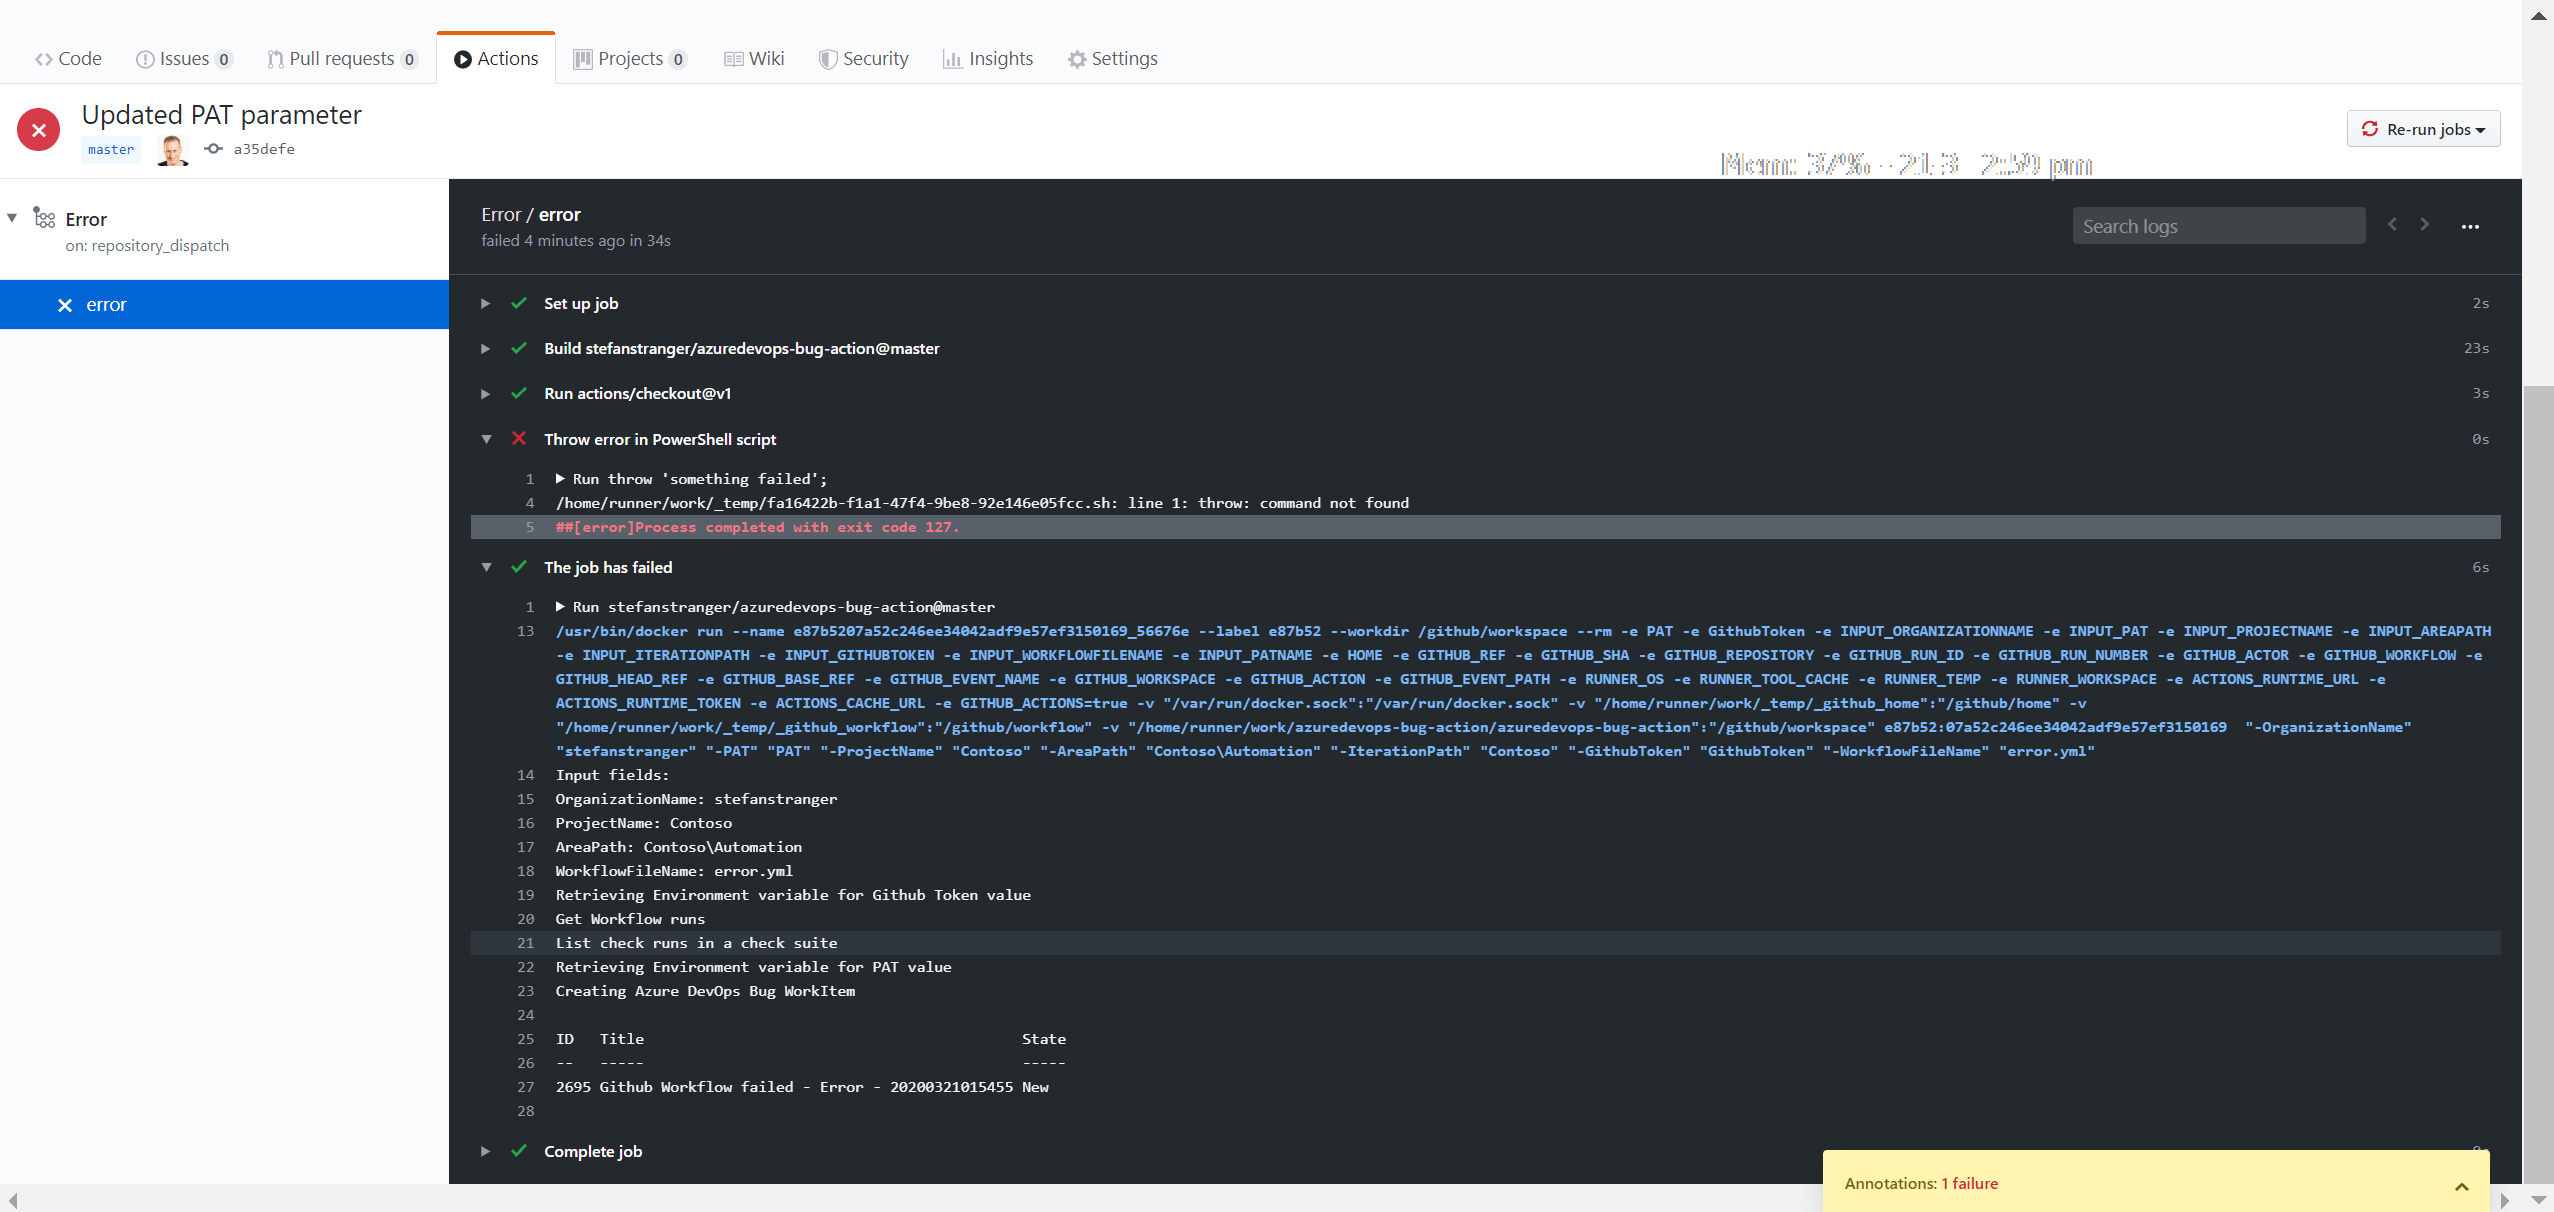 Code Issues 0 Pull requests 0 Actions Projects 0 Wiki Security Insights Settings
Updated PAT parameter
master a35defe
Re-run jobs
Mem: 37% - 21-3 2:59 pm
Error
on: repository_dispatch
error
Error / error
failed 4 minutes ago in 34s
Search logs
Set up job 2s
Build stefanstranger/azuredevops-bug-action@master 23s
Run actions/checkout@v1 3s
Throw error in PowerShell script 0s
1 Run throw 'something failed';
4 /home/runner/work/_temp/fa16422b-f1a1-47f4-9be8-92e146e05fcc.sh: line 1: throw: command not found
5 ##[error]Process completed with exit code 127.
The job has failed 6s
1 Run stefanstranger/azuredevops-bug-action@master
13 /usr/bin/docker run --name e87b5207a52c246ee34042adf9e57ef3150169_56676e --label e87b52 --workdir /github/workspace --rm -e PAT -e GithubToken -e INPUT_ORGANIZATIONNAME -e INPUT_PAT -e INPUT_PROJECTNAME -e INPUT_AREAPATH
-e INPUT_ITERATIONPATH -e INPUT_GITHUBTOKEN -e INPUT_WORKFLOWFILENAME -e INPUT_PATNAME -e HOME -e GITHUB_REF -e GITHUB_SHA -e GITHUB_REPOSITORY -e GITHUB_RUN_ID -e GITHUB_RUN_NUMBER -e GITHUB_ACTOR -e GITHUB_WORKFLOW -e
GITHUB_HEAD_REF -e GITHUB_BASE_REF -e GITHUB_EVENT_NAME -e GITHUB_WORKSPACE -e GITHUB_ACTION -e GITHUB_EVENT_PATH -e RUNNER_OS -e RUNNER_TOOL_CACHE -e RUNNER_TEMP -e RUNNER_WORKSPACE -e ACTIONS_RUNTIME_URL -e
ACTIONS_RUNTIME_TOKEN -e ACTIONS_CACHE_URL -e GITHUB_ACTIONS=true -v "/var/run/docker.sock":"/var/run/docker.sock" -v "/home/runner/work/_temp/_github_home":"/github/home" -v
"/home/runner/work/_temp/_github_workflow":"/github/workflow" -v "/home/runner/work/azuredevops-bug-action/azuredevops-bug-action":"/github/workspace" e87b52:07a52c246ee34042adf9e57ef3150169 "-OrganizationName"
"stefanstranger" "-PAT" "PAT" "-ProjectName" "Contoso" "-AreaPath" "Contoso\Automation" "-IterationPath" "Contoso" "-GithubToken" "GithubToken" "-WorkflowFileName" "error.yml"
14 Input fields:
15 OrganizationName: stefanstranger
16 ProjectName: Contoso
17 AreaPath: Contoso\Automation
18 WorkflowFileName: error.yml
19 Retrieving Environment variable for Github Token value
20 Get Workflow runs
21 List check runs in a check suite
22 Retrieving Environment variable for PAT value
23 Creating Azure DevOps Bug WorkItem
24
25 ID Title State
26 -- ----- -----
27 2695 Github Workflow failed - Error - 20200321015455 New
28
Complete job
Annotations: 1 failure